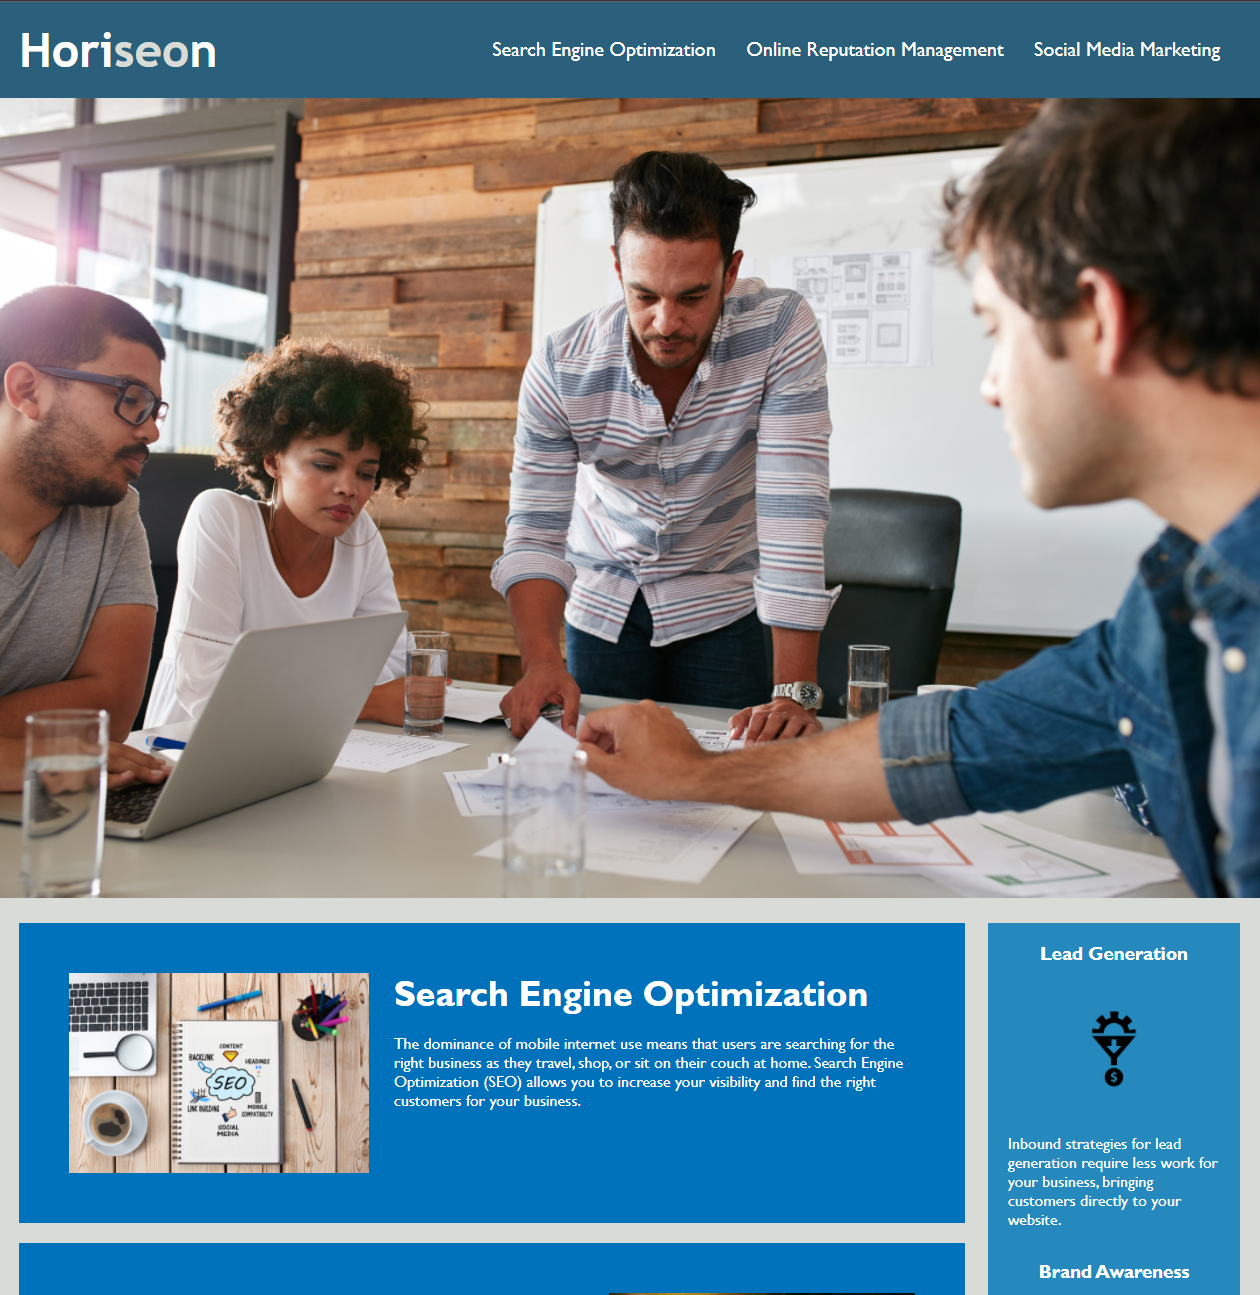 Horiseon
Search Engine Optimization
Online Reputation Management
Social Media Marketing
CONTENT
BACKLINK
HEADINGS
SEO
LINK BUILDING
MOBILE
COMPATIBILITY
SOCIAL
MEDIA
Search Engine Optimization
The dominance of mobile internet use means that users are searching for the
right business as they travel, shop, or sit on their couch at home. Search Engine
Optimization (SEO) allows you to increase your visibility and find the right
customers for your business.
Lead Generation
$
Inbound strategies for lead
generation require less work for
your business, bringing
customers directly to your
website.
Brand Awareness